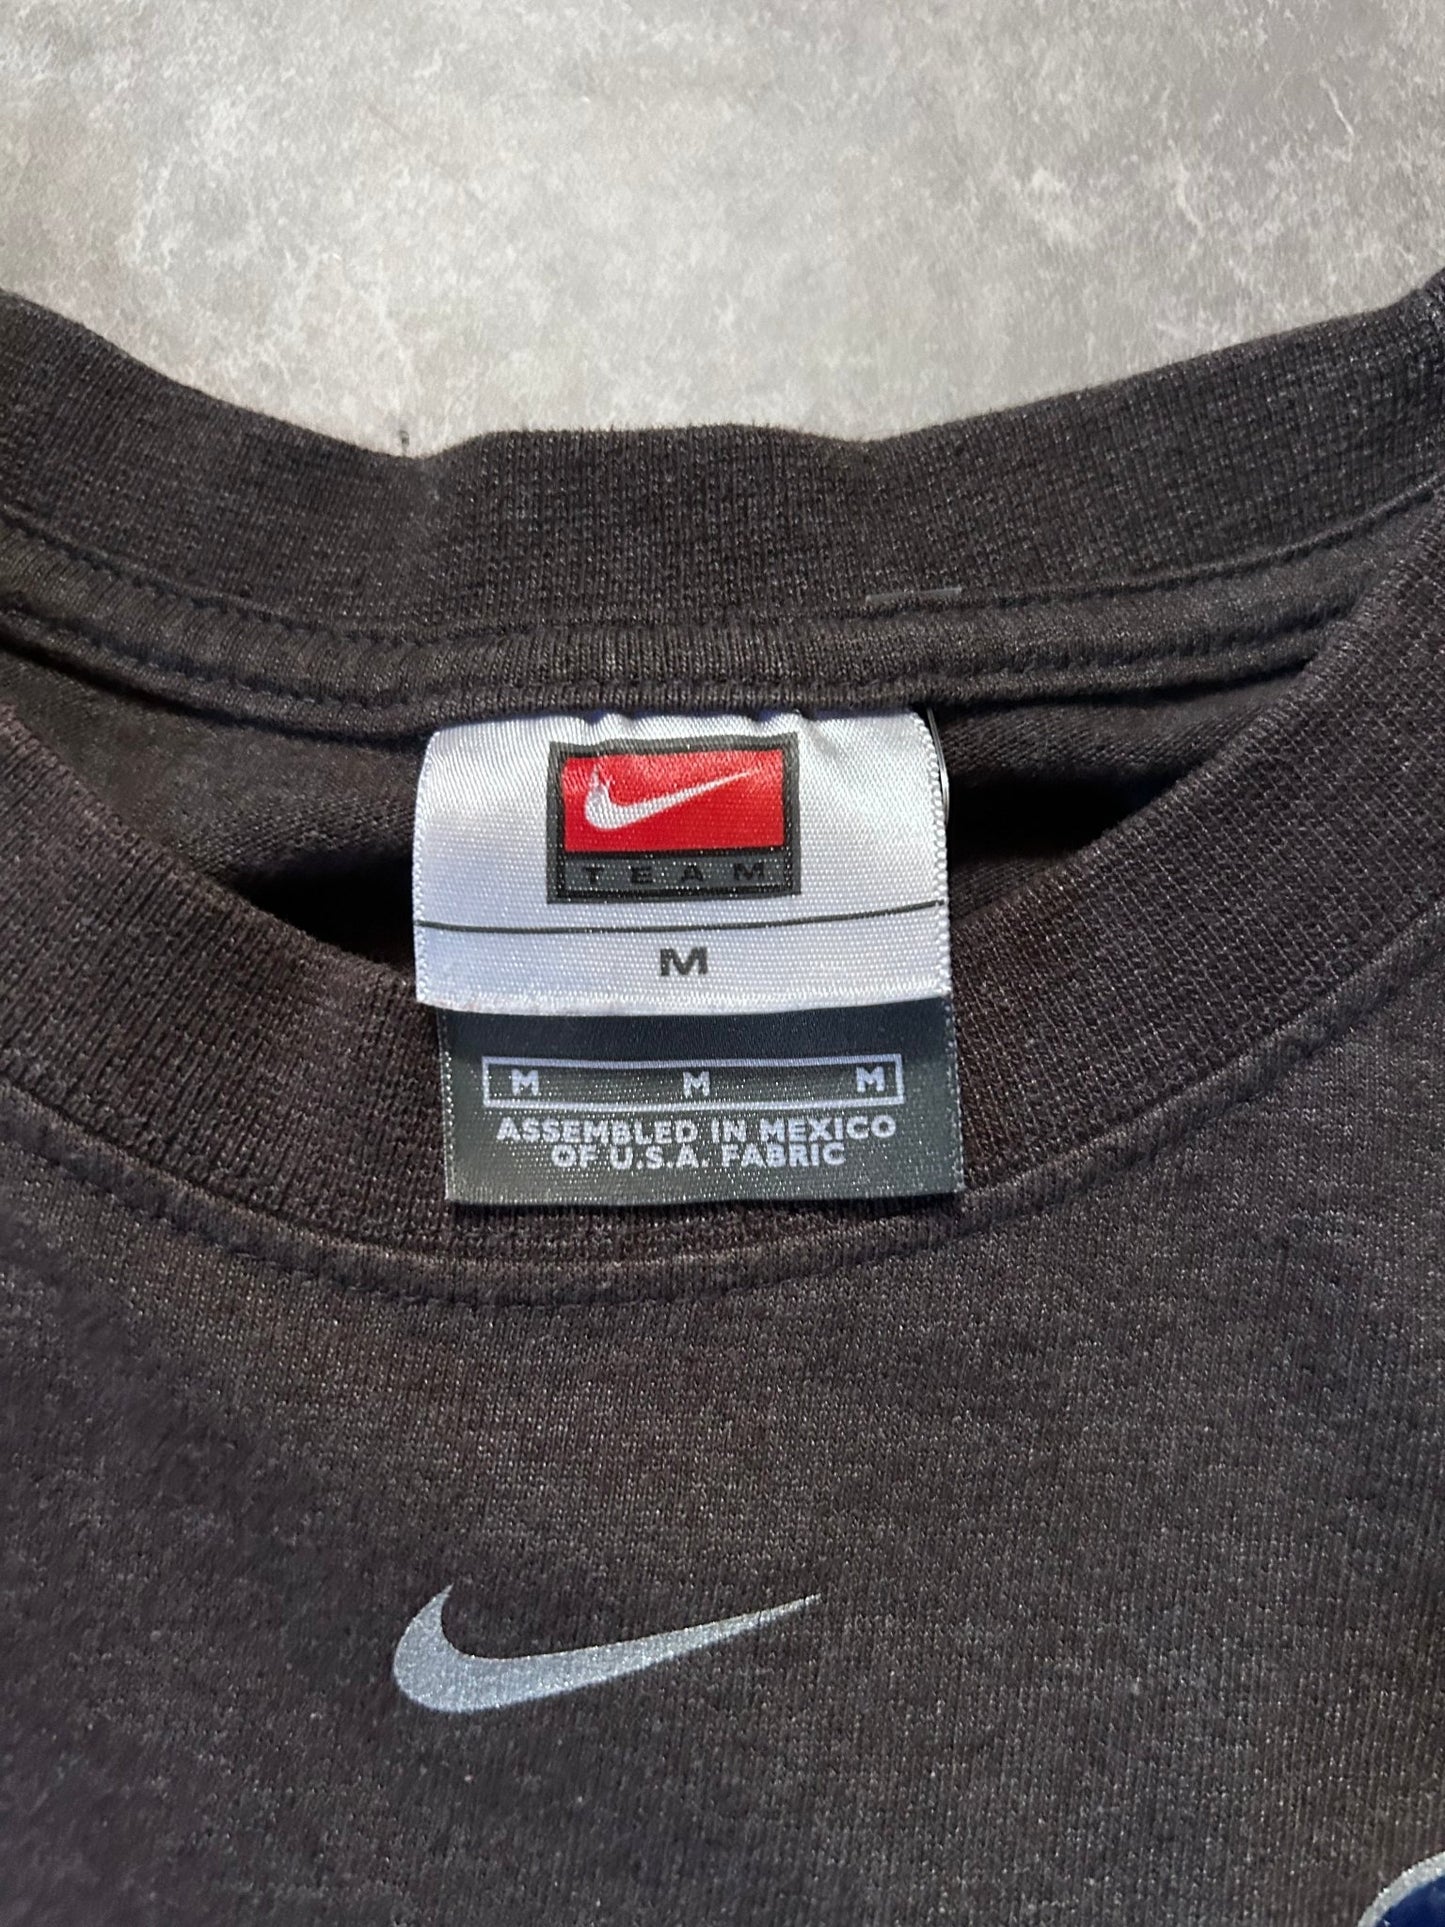 TEAM
M
M M M
ASSEMBLED IN MEXICO
OF U.S.A. FABRIC